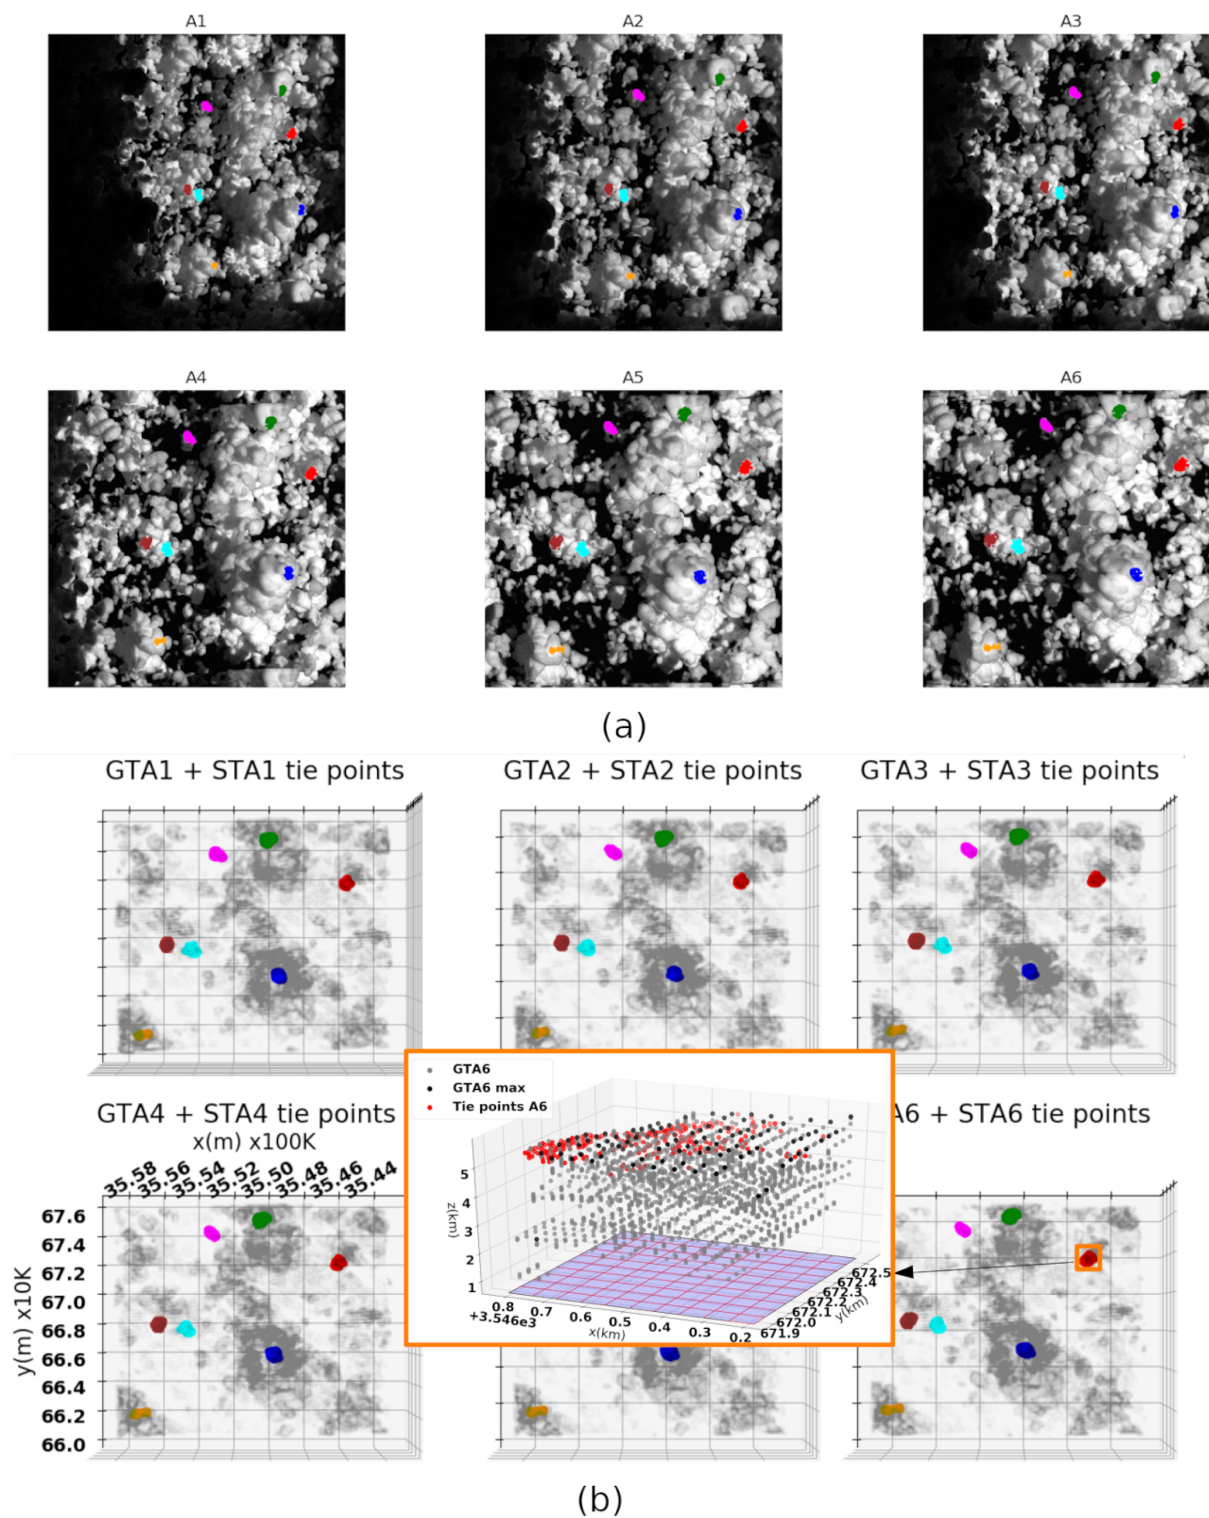 A1
A2
A3
A4
A5
A6
(a)
GTA1 + STA1 tie points
GTA2 + STA2 tie points
GTA3 + STA3 tie points
GTA4 + STA4 tie points
A6 + STA6 tie points
x(m) x100K
35.58
35.56
35.54
35.52
35.50
35.48
35.46
35.44
67.6
67.4
67.2
67.0
66.8
66.6
66.4
66.2
66.0
y(m) x10K
GTA6
GTA6 max
Tie points A6
5
4
3
2
1
z(km)
0.8
0.7
0.6
0.5
0.4
0.3
0.2
+3.546e3
x(km)
672.5
672.4
672.3
672.2
672.1
672.0
671.9
y(km)
(b)